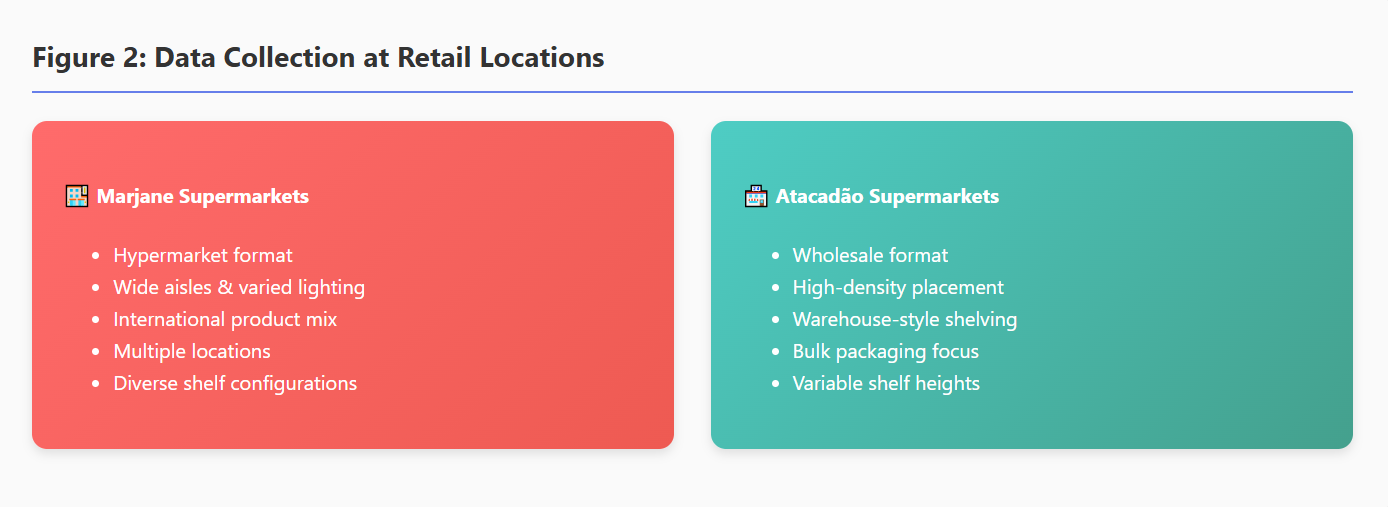 Figure 2: Data Collection at Retail Locations
Marjane Supermarkets
Hypermarket format
Wide aisles & varied lighting
International product mix
Multiple locations
Diverse shelf configurations
Atacadão Supermarkets
Wholesale format
High-density placement
Warehouse-style shelving
Bulk packaging focus
Variable shelf heights